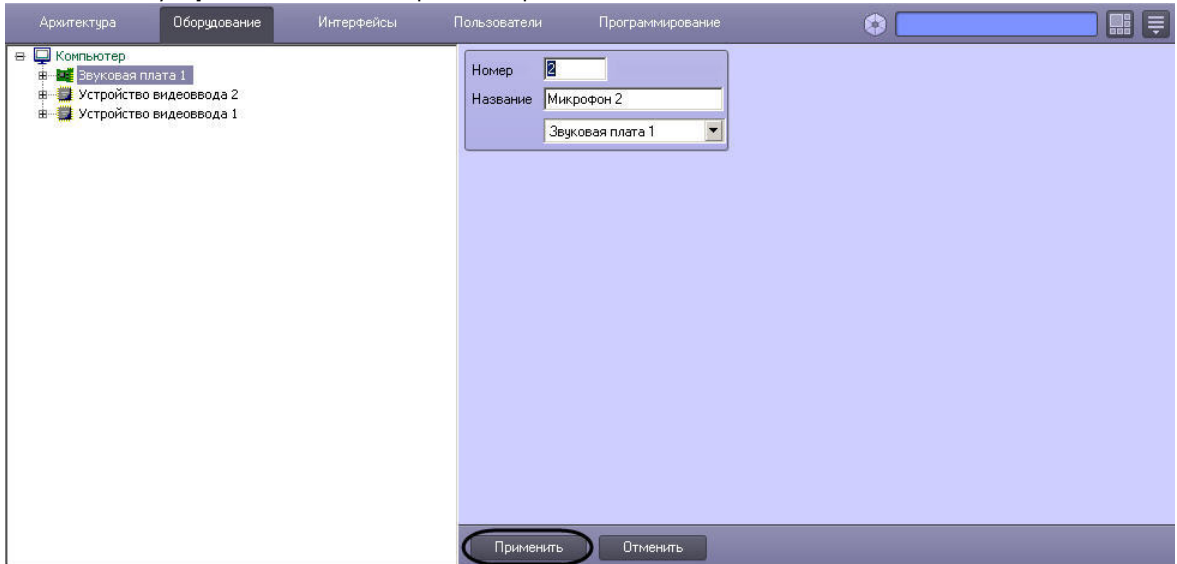 Архитектура Оборудование Интерфейсы Пользователи Программирование
Компьютер
Звуковая плата 1
Устройство видеоввода 2
Устройство видеоввода 1
Номер 2
Название Микрофон 2
Звуковая плата 1
Применить Отменить